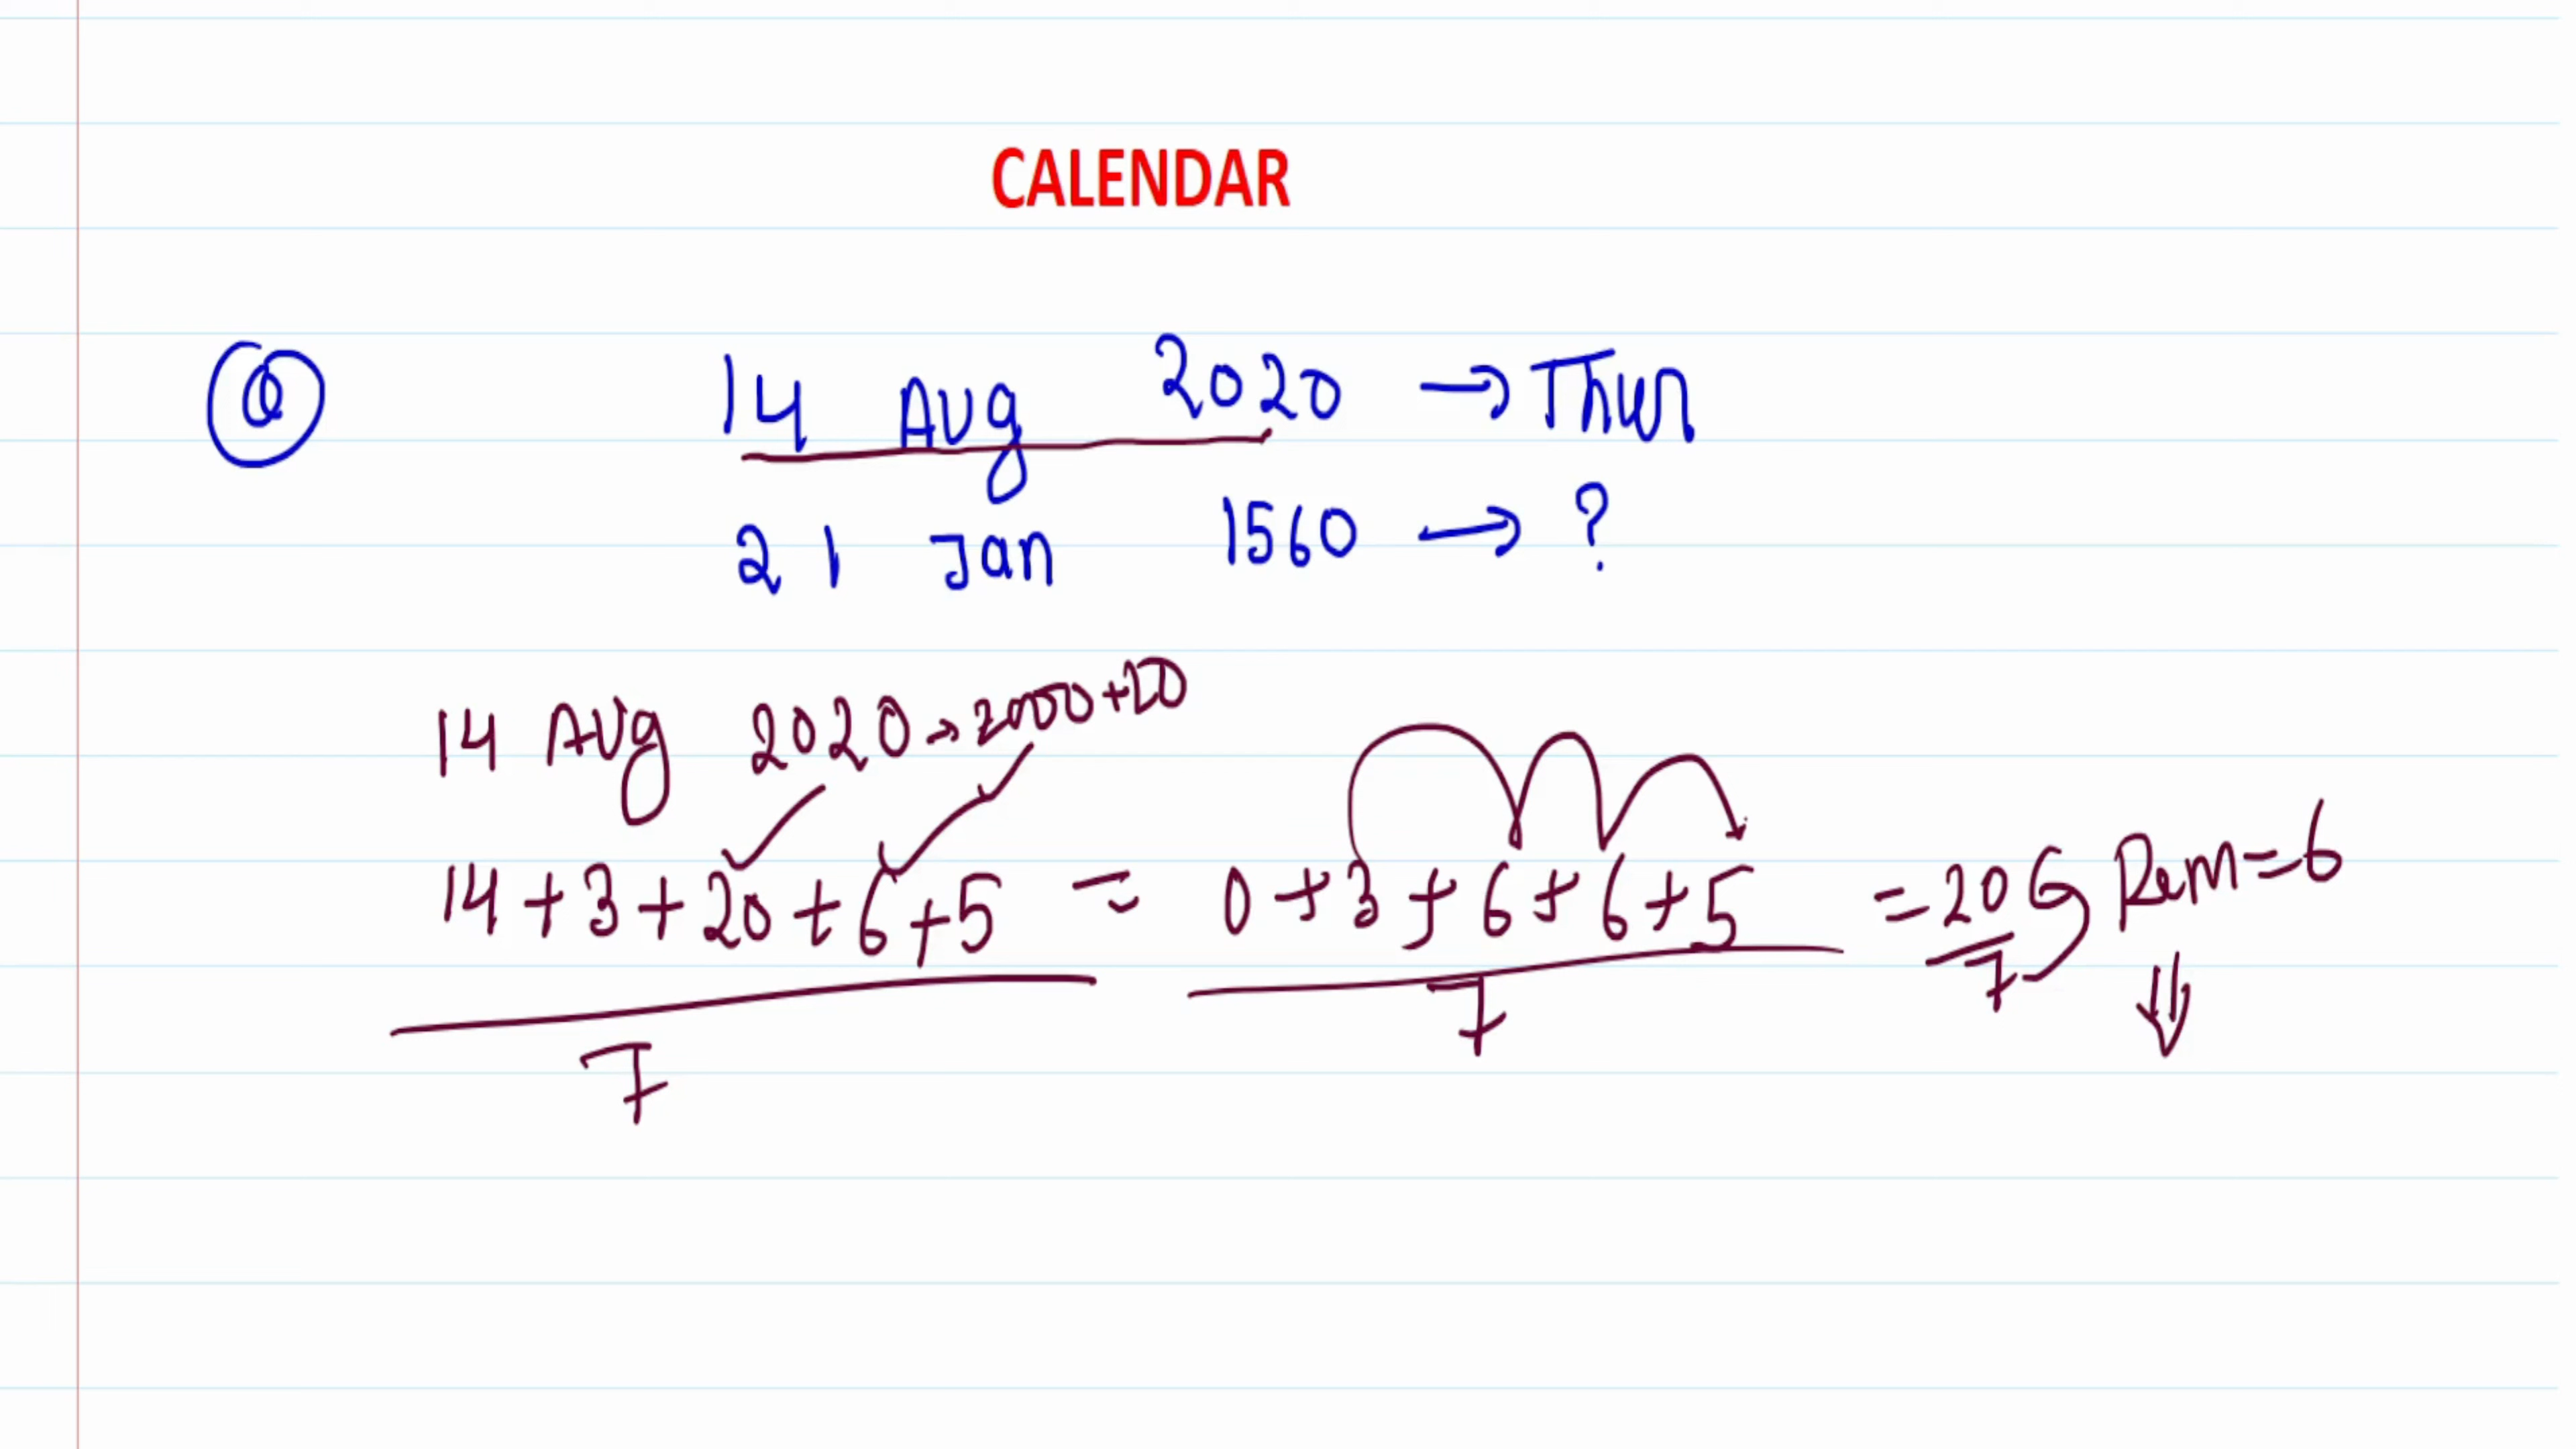 CALENDAR
Q 14 Aug 2020 → Thur
21 Jan 1560 → ?
14 Aug 2020 → 2000+20
14+3+20+6+5 = 0+3+6+6+5 = 20 Rem=6
7 7 7